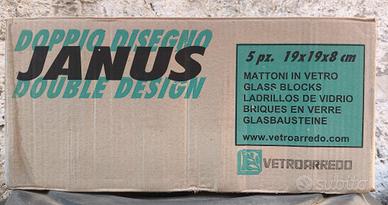 DOPPIO DISEGNO
JANUS
DOUBLE DESIGN
5 pz. 19x19x8 cm
MATTONI IN VETRO
GLASS BLOCKS
LADRILLOS DE VIDRIO
BRIQUES EN VERRE
GLASBAUSTEINE
www.vetroarredo.com
VETROARREDO
subito